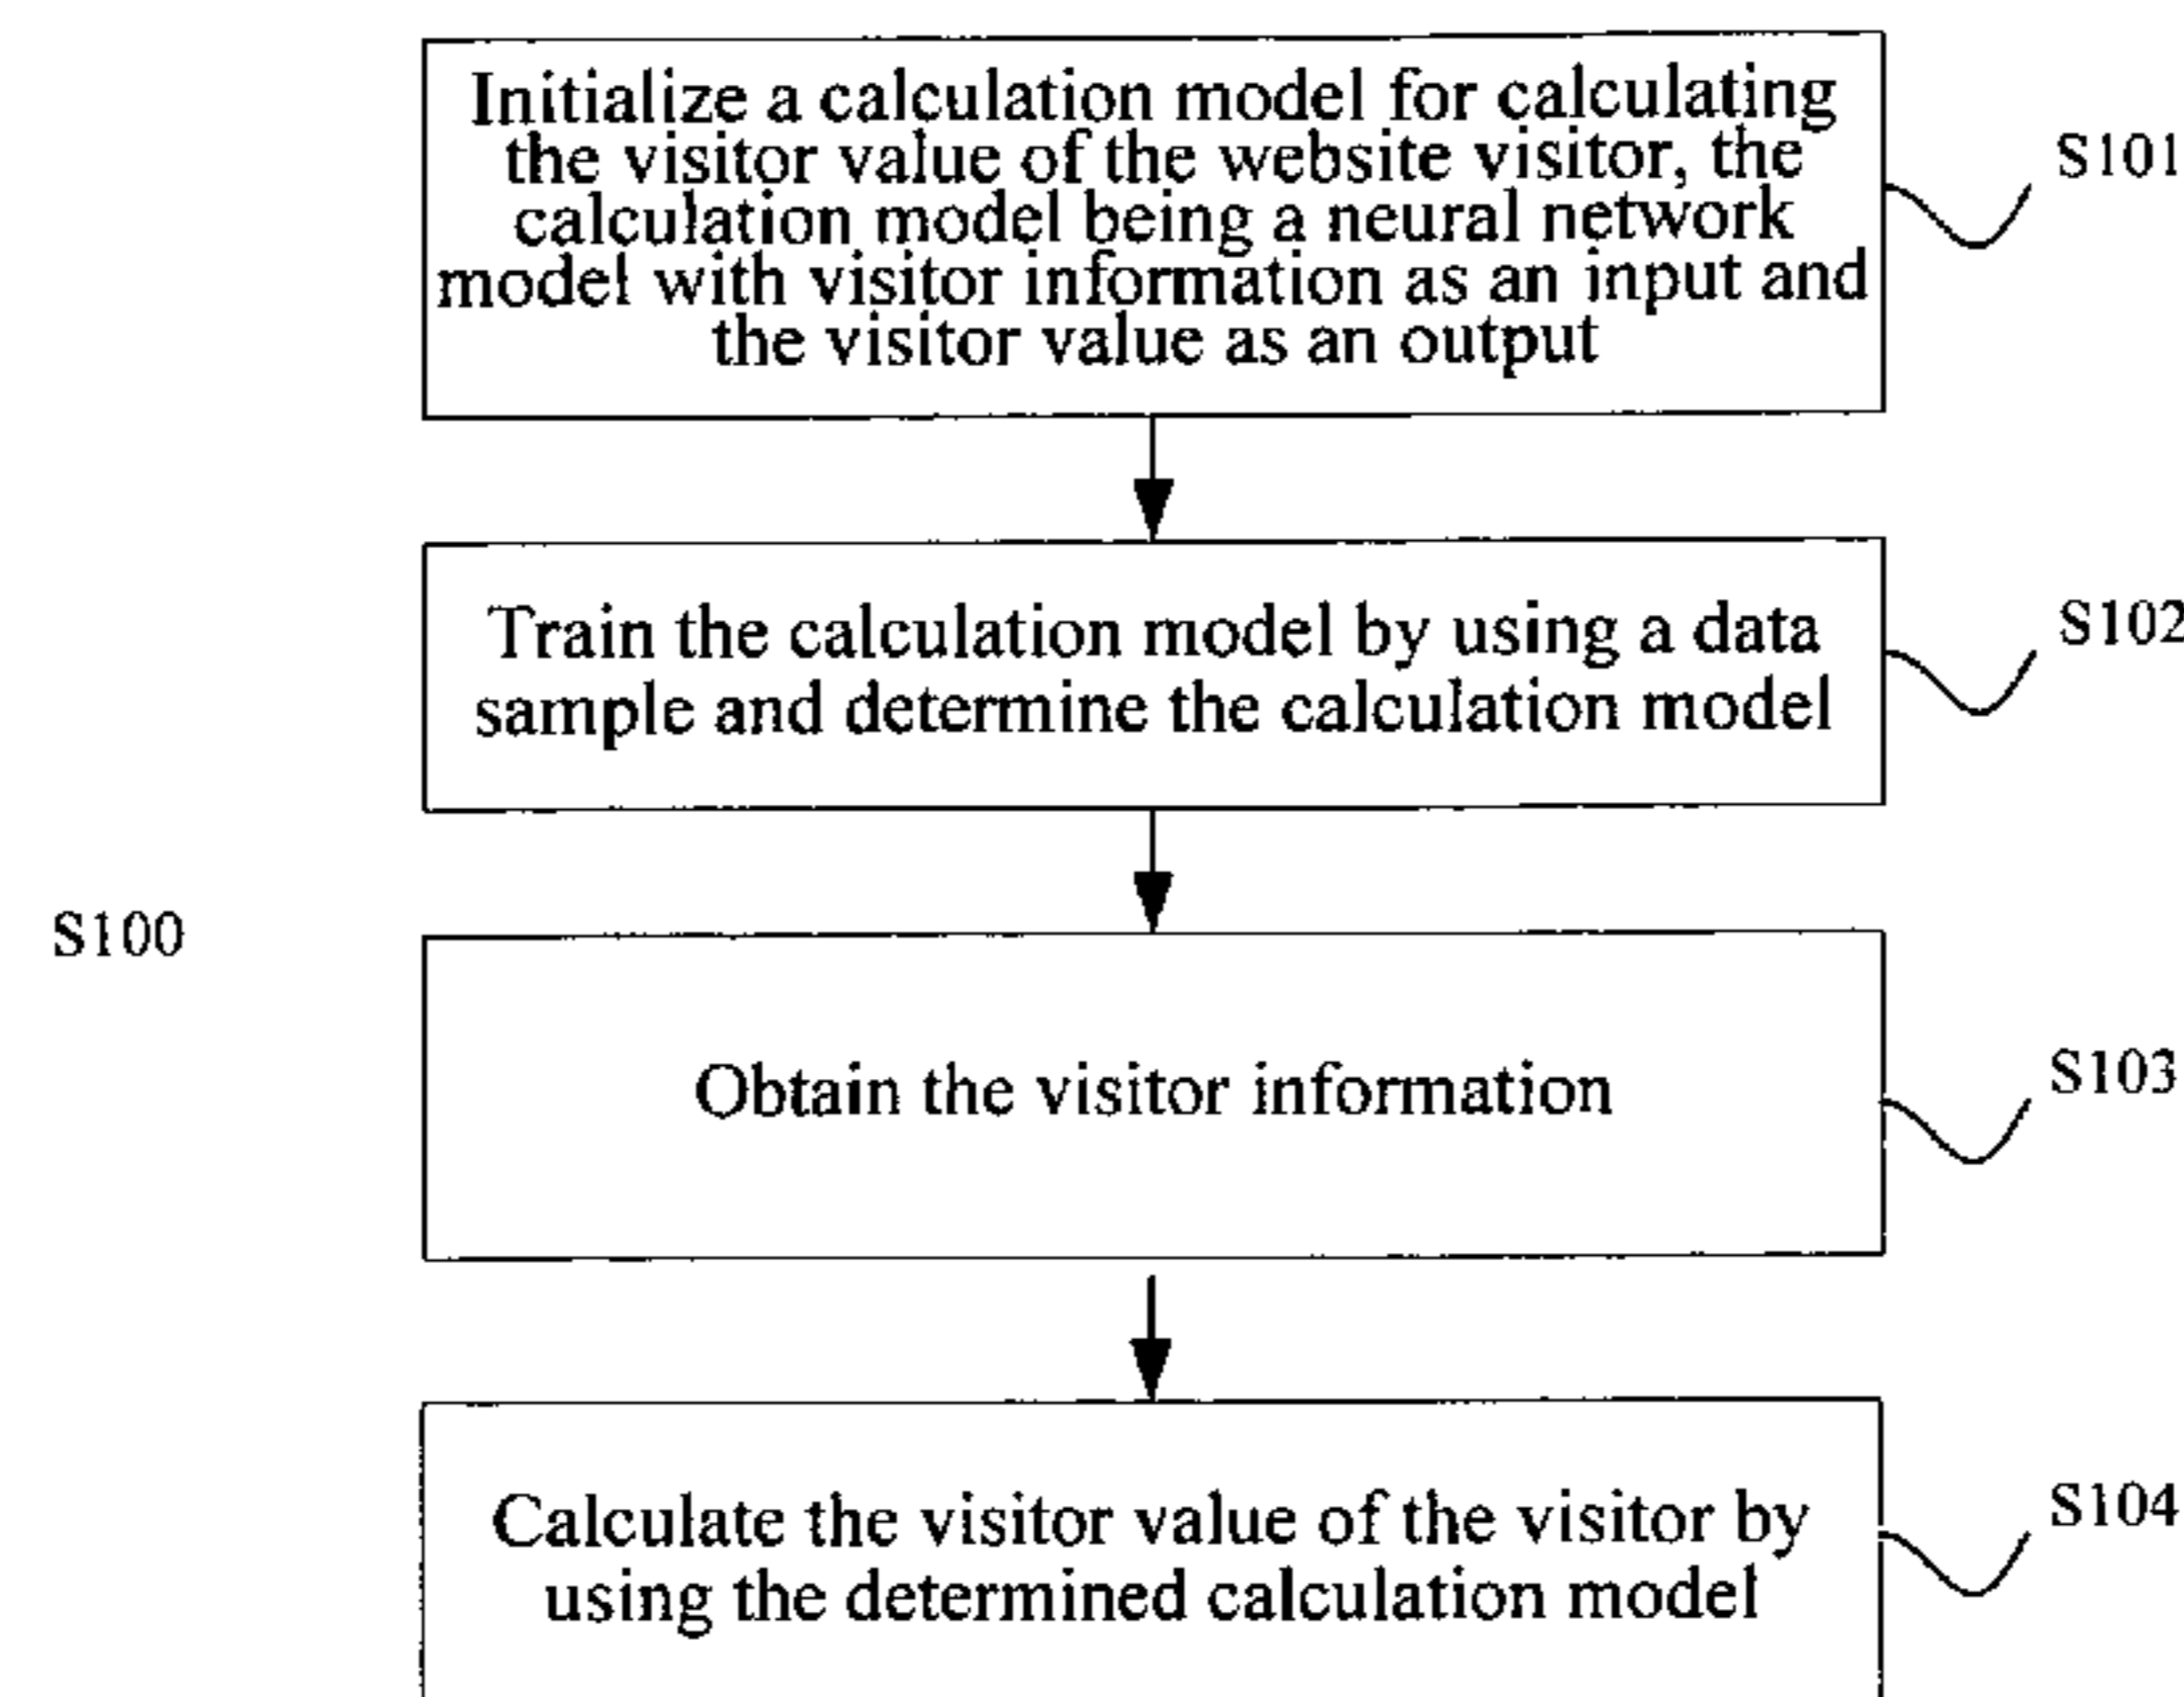 Initialize a calculation model for calculating
the visitor value of the website visitor, the
calculation model being a neural network
model with visitor information as an input and
the visitor value as an output
S101
Train the calculation model by using a data
sample and determine the calculation model
S102
S100
Obtain the visitor information
S103
Calculate the visitor value of the visitor by
using the determined calculation model
S104